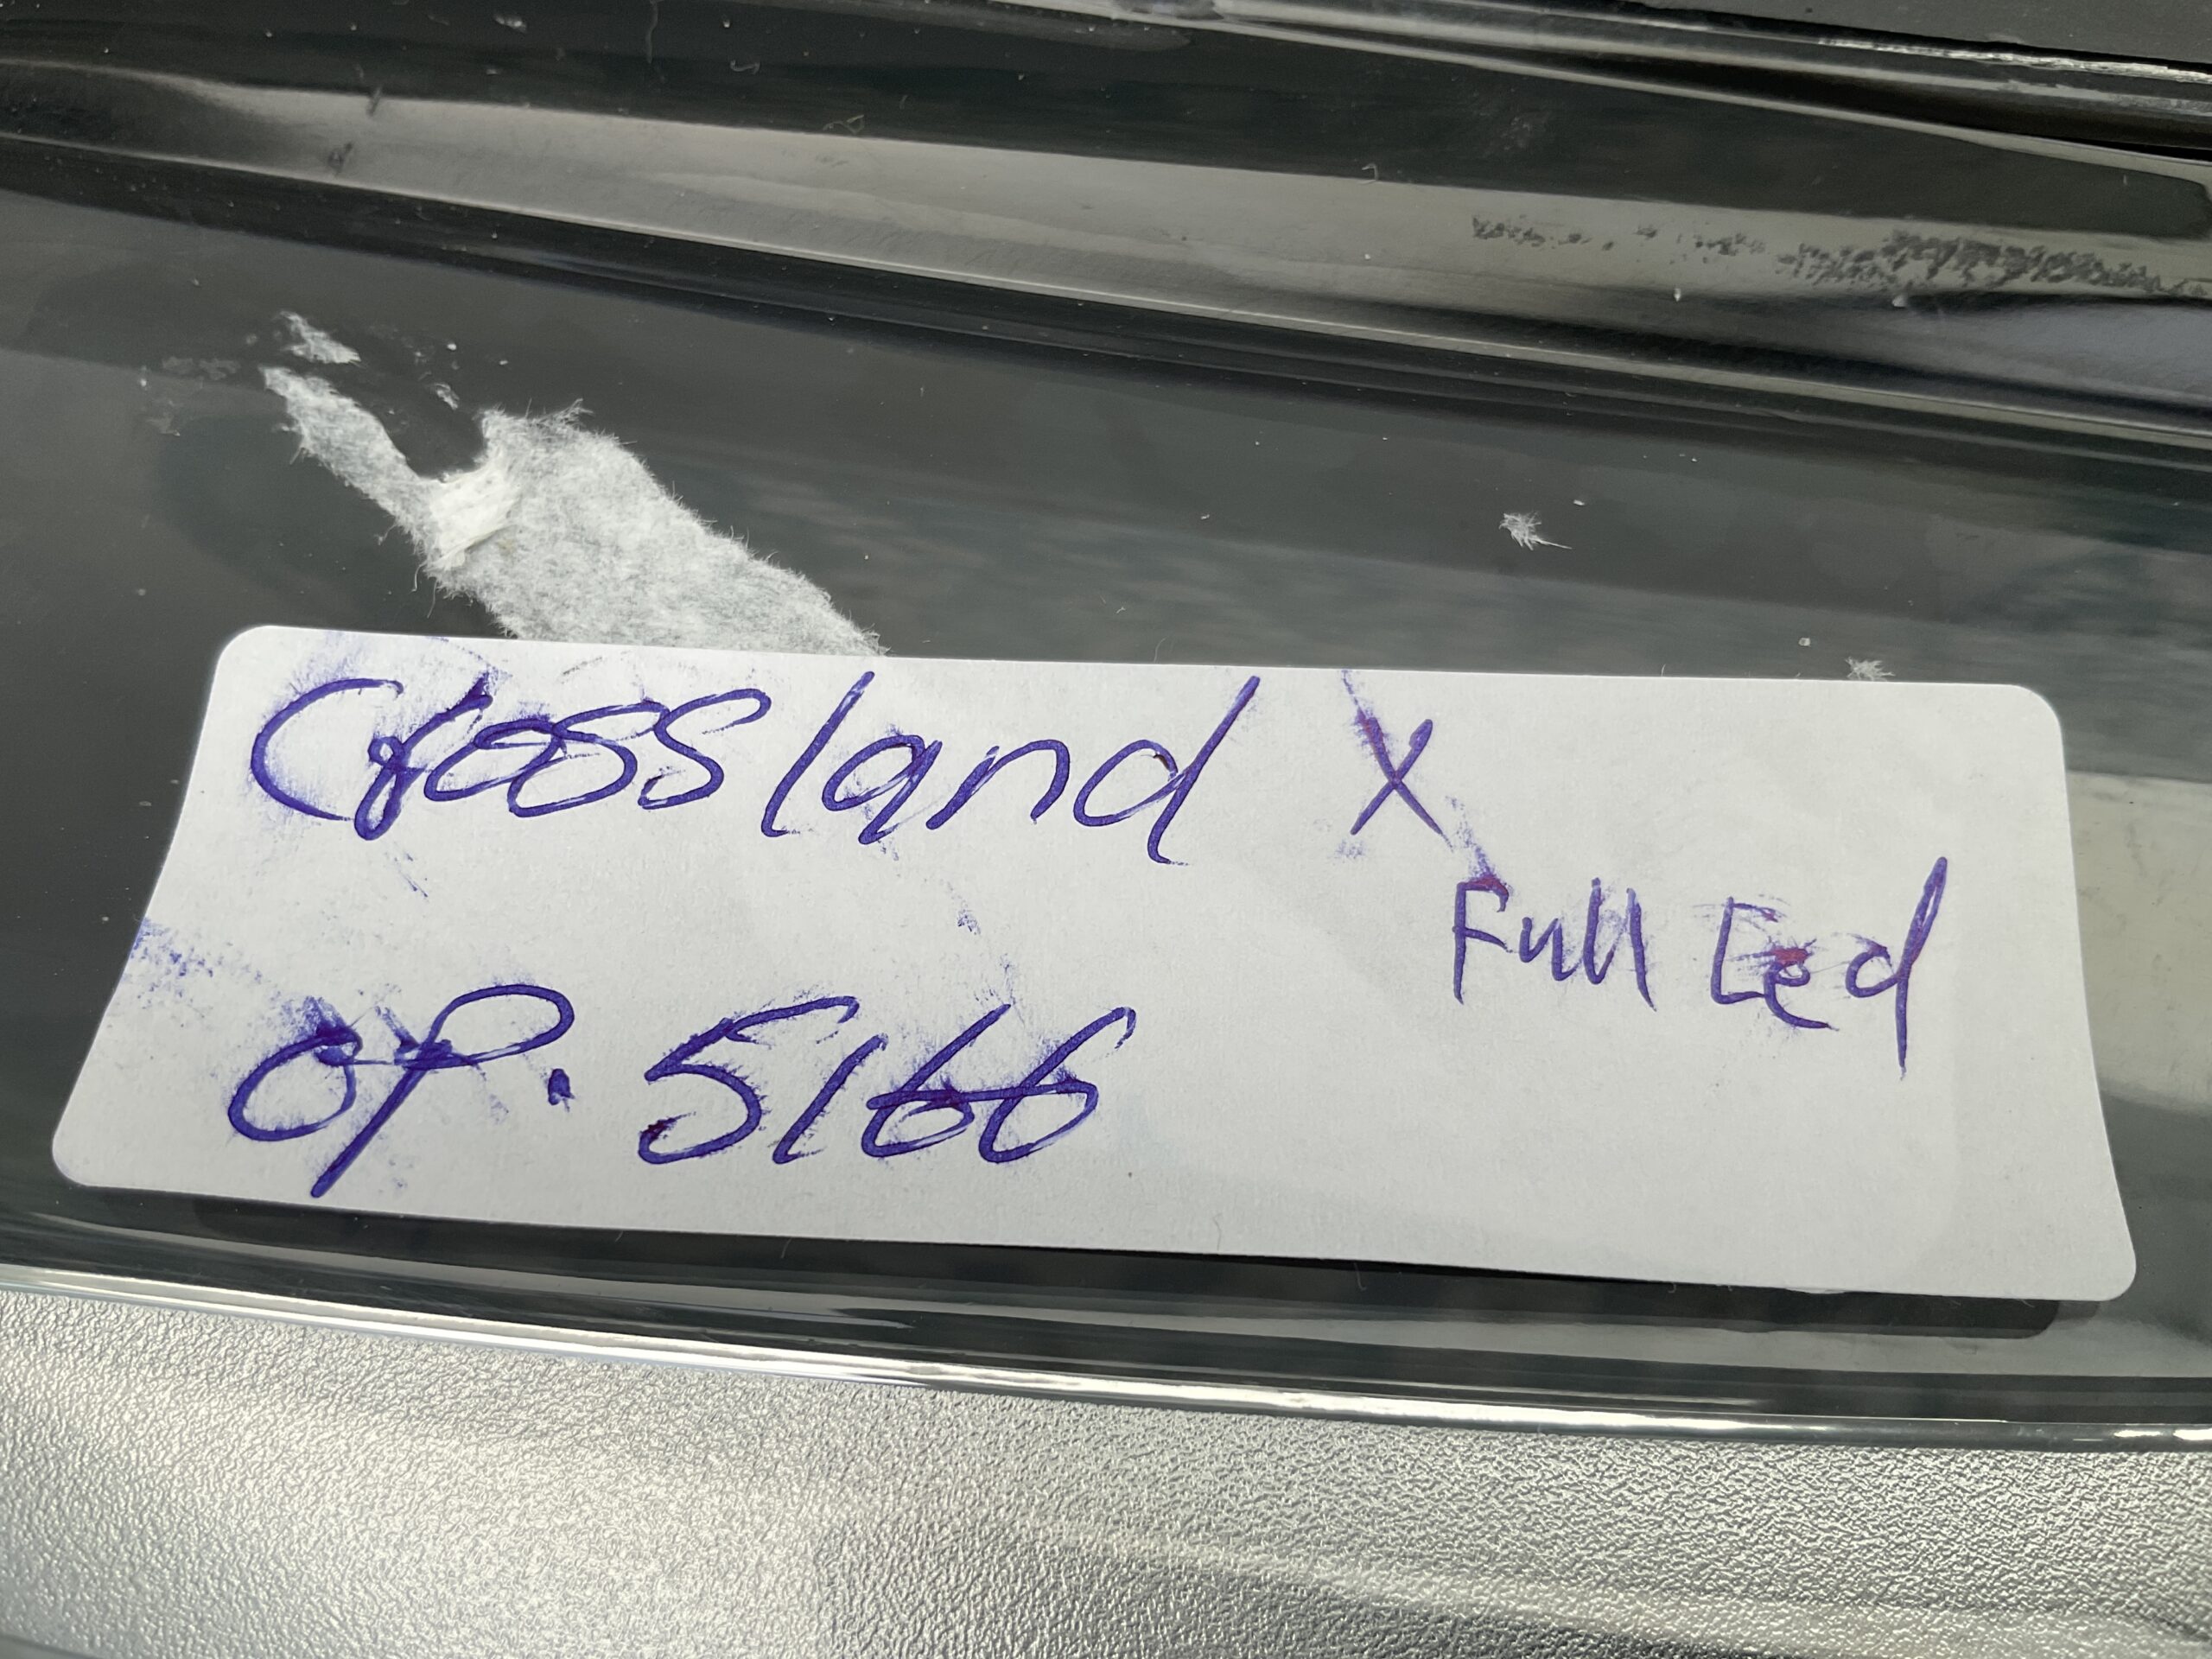 Crossland X
Full Led
OP. 5166